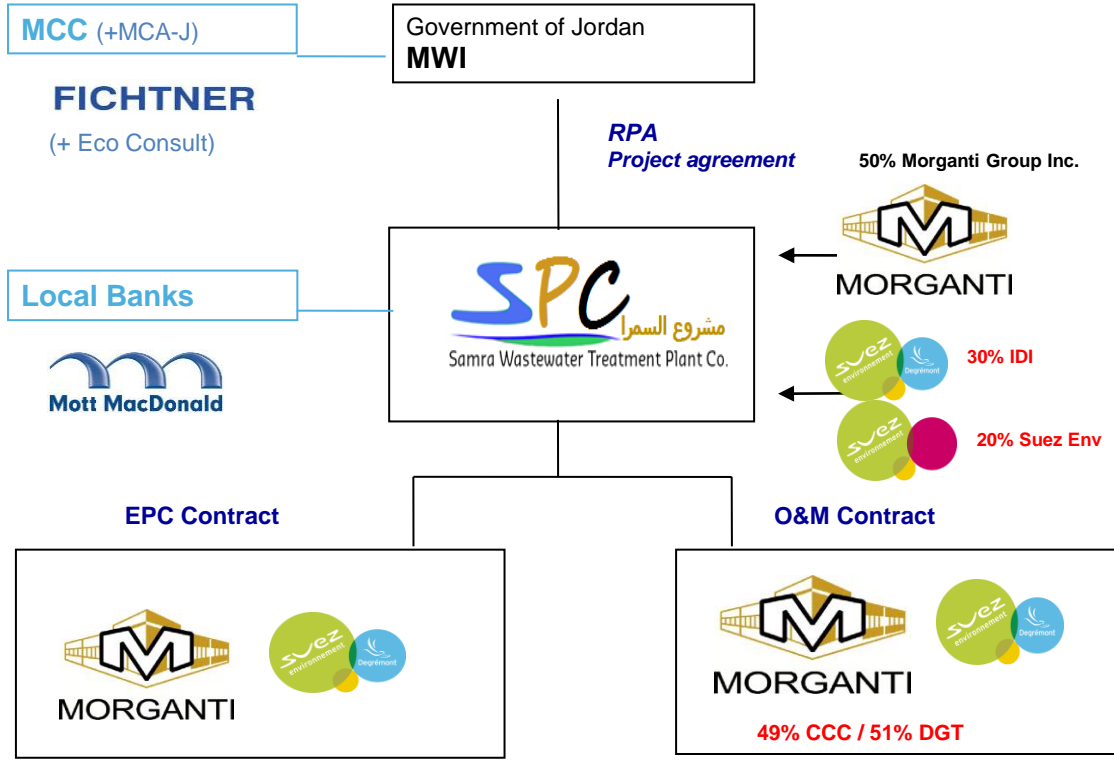 MCC (+MCA-J)
Government of Jordan
MWI
FICHTNER
(+ Eco Consult)
RPA
Project agreement
50% Morganti Group Inc.
M
MORGANTI
SPC
مشروع السمرا
Samra Wastewater Treatment Plant Co.
Local Banks
Mott MacDonald
suez
environnement
Degrémont
30% IDI
suez
environnement
20% Suez Env
EPC Contract
O&M Contract
M
MORGANTI
suez
environnement
Degrémont
M
MORGANTI
suez
environnement
Degrémont
49% CCC / 51% DGT